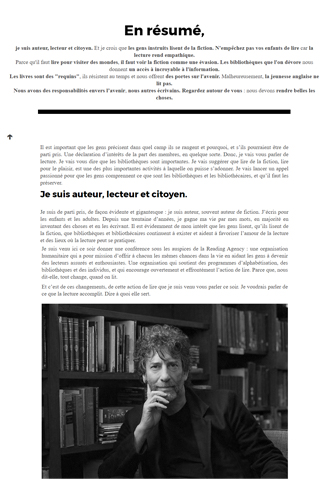 En résumé,
je suis auteur, lecteur et citoyen. Et je crois que les gens instruits lisent de la fiction. N'empêchez pas vos enfants de lire car la
lecture rend empathique.
Parce qu'il faut lire pour visiter des mondes, il faut voir la fiction comme une évasion. Les bibliothèques que l'on dévore nous
donnent un accès à incroyable à l'information.
Les livres sont des "requins", ils résistent au temps et nous offrent des portes sur l'avenir. Malheureusement, la jeunesse anglaise ne
lit pas.
Nous avons des responsabilités envers l'avenir, nous autres écrivains. Regardez autour de vous : nous devons rendre belles les
choses.
Il est important que les gens précisent dans quel camp ils se rangent et pourquoi, et s'ils pourraient être de
parti pris. Une déclaration d'intérêts de la part des membres, en quelque sorte. Donc, je vais vous parler de
lecture. Je vais vous dire que les bibliothèques sont importantes. Je vais suggérer que lire de la fiction, lire
pour le plaisir, est une des plus importantes activités à laquelle on puisse s'adonner. Je vais lancer un appel
passionné pour que les gens comprennent ce que sont les bibliothèques et les bibliothécaires, et qu'il faut les
préserver.
Je suis auteur, lecteur et citoyen.
Je suis de parti pris, de façon évidente et gigantesque : je suis auteur, souvent auteur de fiction. J'écris pour
les enfants et les adultes. Depuis une trentaine d'années, je gagne ma vie par mes mots, en majorité en
inventant des choses et en les écrivant. Il est évidemment de mon intérêt que les gens lisent, qu'ils lisent de
la fiction, que bibliothèques et bibliothécaires continuent à exister et aident à favoriser l'amour de la lecture
et des lieux où la lecture peut se pratiquer.
Je suis venu ici ce soir donner une conférence sous les auspices de la Reading Agency : une organisation
humanitaire qui a pour mission d'offrir à chacun les mêmes chances dans la vie en aidant les gens à devenir
des lecteurs assurés et enthousiastes. Une organisation qui soutient des programmes d'alphabétisation, des
bibliothèques et des individus, et qui encourage ouvertement et effrontément l'action de lire. Parce que, nous
dit-elle, tout change, quand on lit.
Et c'est de ces changements, de cette action de lire que je suis venu vous parler ce soir. Je voudrais parler de
ce que la lecture accomplit. Dire à quoi elle sert.